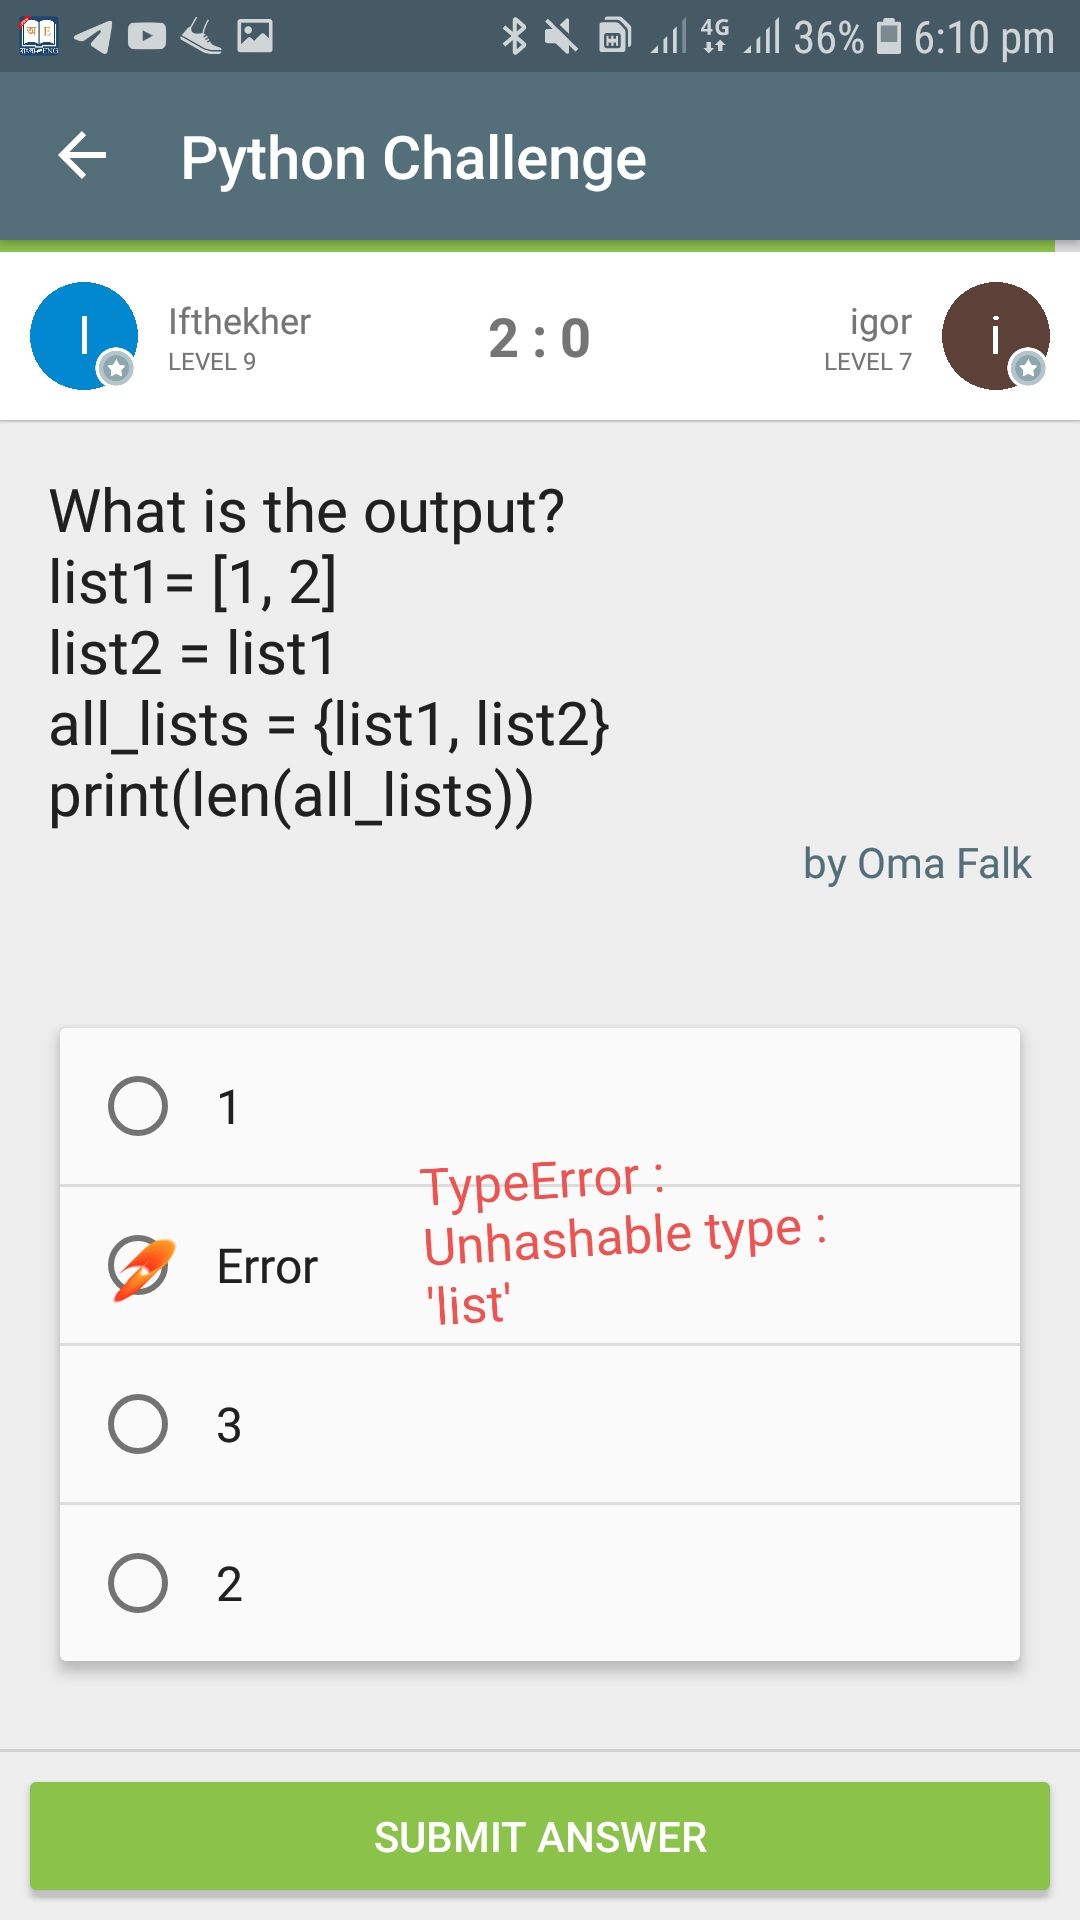 4G 36% 6:10 pm
Python Challenge
I
Ifthekher
LEVEL 9
2 : 0
igor
LEVEL 7
i
What is the output?
list1= [1, 2]
list2 = list1
all_lists = {list1, list2}
print(len(all_lists))
by Oma Falk
1
TypeError :
Unhashable type :
'list'
Error
3
2
SUBMIT ANSWER